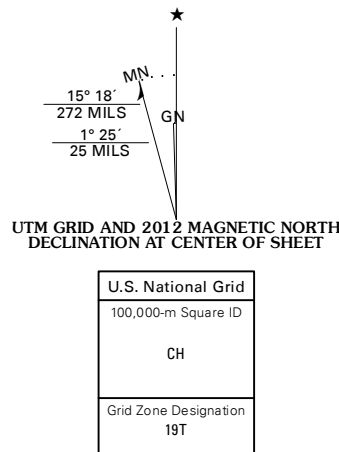 ★
MN
15° 18´
272 MILS
GN
1° 25´
25 MILS
UTM GRID AND 2012 MAGNETIC NORTH
DECLINATION AT CENTER OF SHEET
U.S. National Grid
100,000-m Square ID
CH
Grid Zone Designation
19T